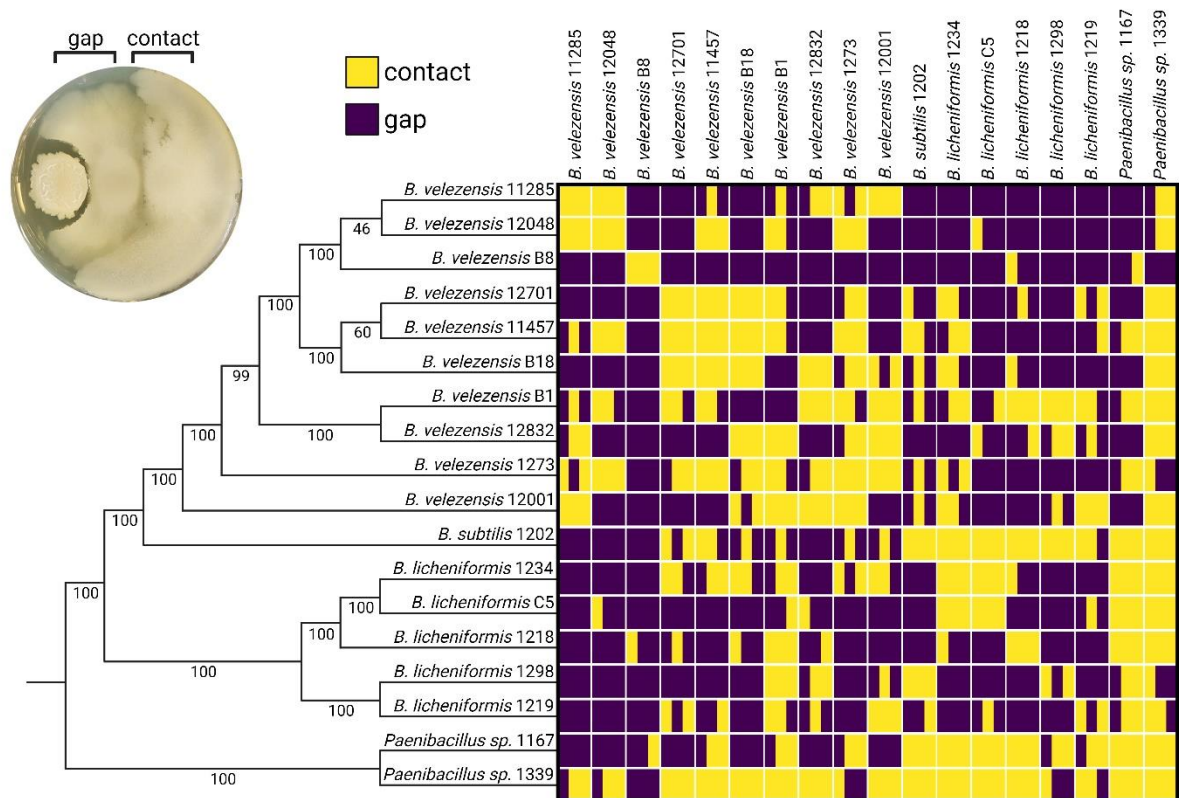 gap contact
contact
gap
B. velezensis 11285
B. velezensis 12048
B. velezensis B8
B. velezensis 12701
B. velezensis 11457
B. velezensis B18
B. velezensis B1
B. velezensis 12832
B. velezensis 1273
B. velezensis 12001
B. subtilis 1202
B. licheniformis 1234
B. licheniformis C5
B. licheniformis 1218
B. licheniformis 1298
B. licheniformis 1219
Paenibacillus sp. 1167
Paenibacillus sp. 1339
B. velezensis 11285
46
B. velezensis 12048
100
B. velezensis B8
100
B. velezensis 12701
60
B. velezensis 11457
100
B. velezensis B18
99
B. velezensis B1
100
100
B. velezensis 12832
B. velezensis 1273
100
B. velezensis 12001
100
B. subtilis 1202
100
B. licheniformis 1234
100
B. licheniformis C5
100
B. licheniformis 1218
100
B. licheniformis 1298
100
B. licheniformis 1219
Paenibacillus sp. 1167
100
Paenibacillus sp. 1339